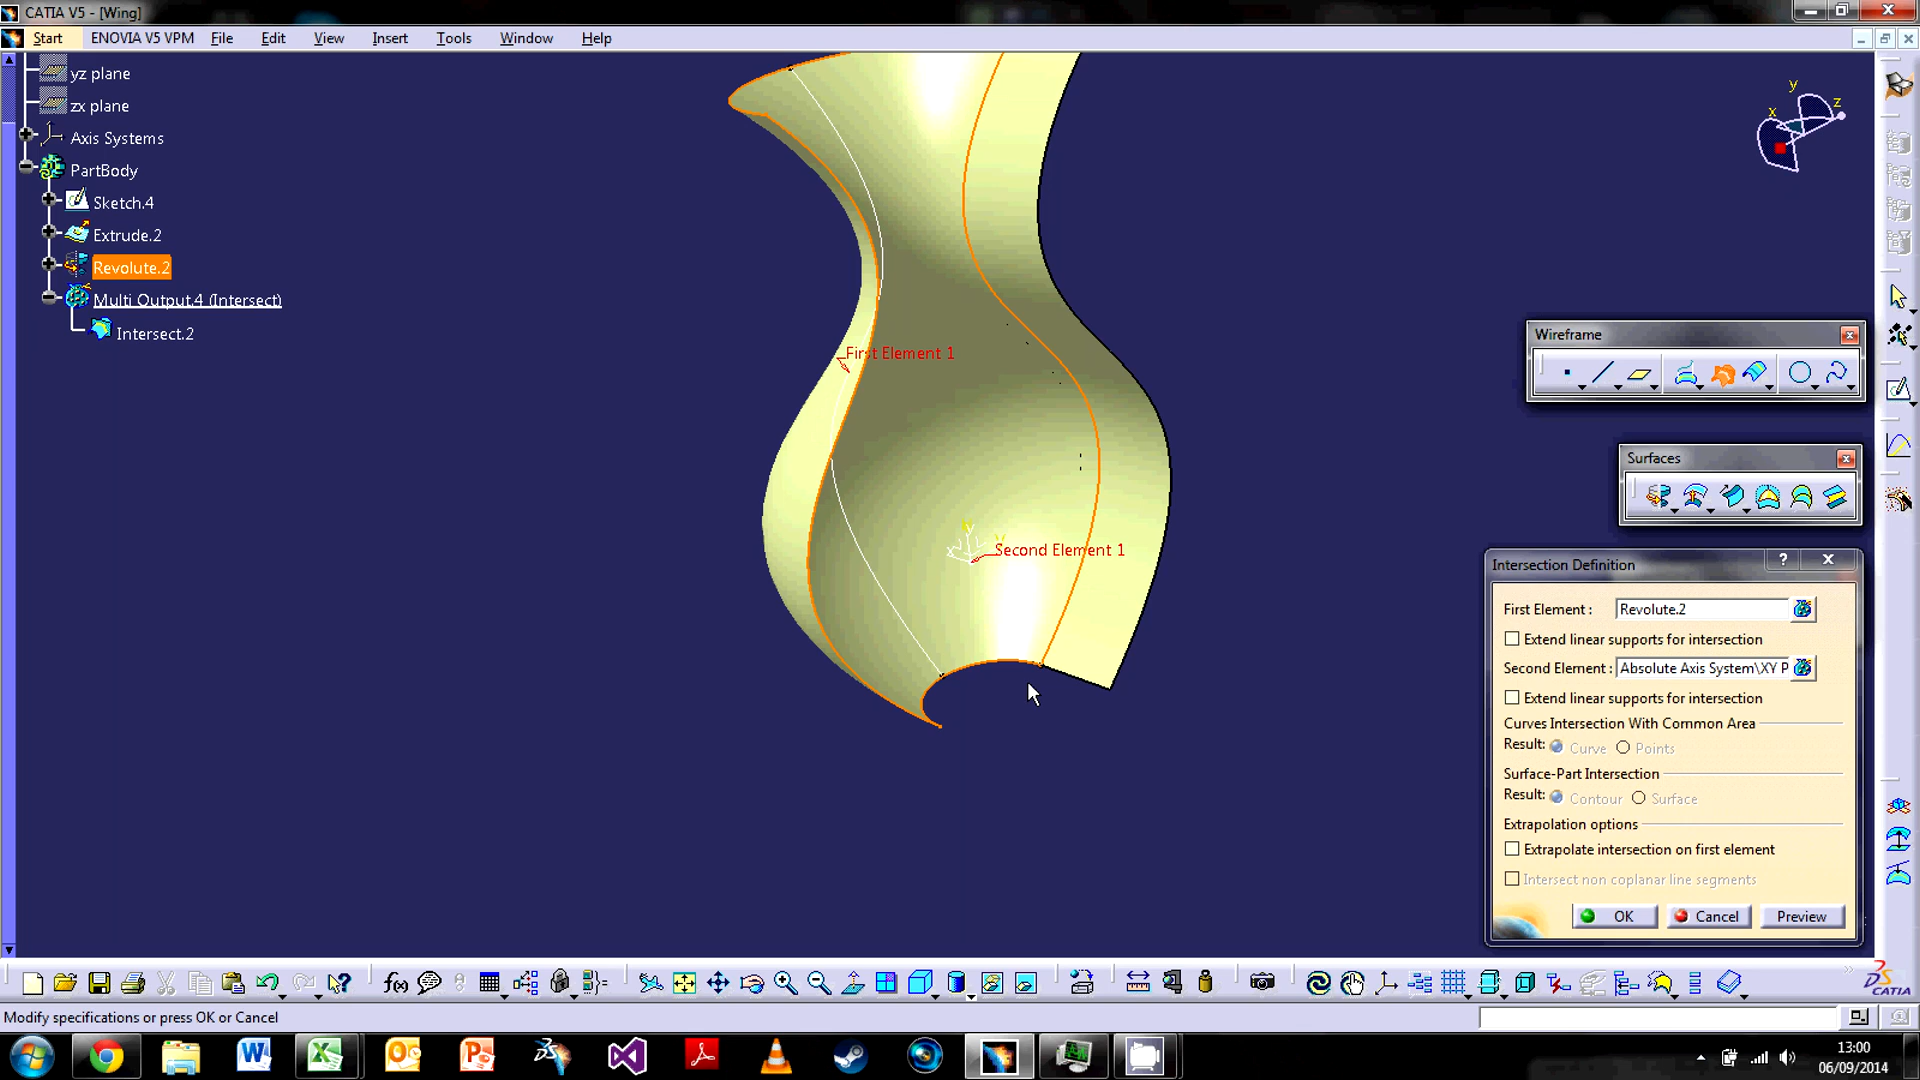 CATIA V5 - [Wing]
Start ENOVIA V5 VPM File Edit View Insert Tools Window Help
yz plane
zx plane
Axis Systems
PartBody
Sketch.4
Extrude.2
Revolute.2
Multi Output.4 (Intersect)
Intersect.2
y
z
x
First Element 1
Second Element 1
Wireframe
Surfaces
Intersection Definition ?
First Element : Revolute.2
Extend linear supports for intersection
Second Element : Absolute Axis System\XY P
Extend linear supports for intersection
Curves Intersection With Common Area
Result: Curve Points
Surface-Part Intersection
Result: Contour Surface
Extrapolation options
Extrapolate intersection on first element
Intersect non coplanar line segments
OK Cancel Preview
f(x)
CATIA
Modify specifications or press OK or Cancel
13:00
06/09/2014